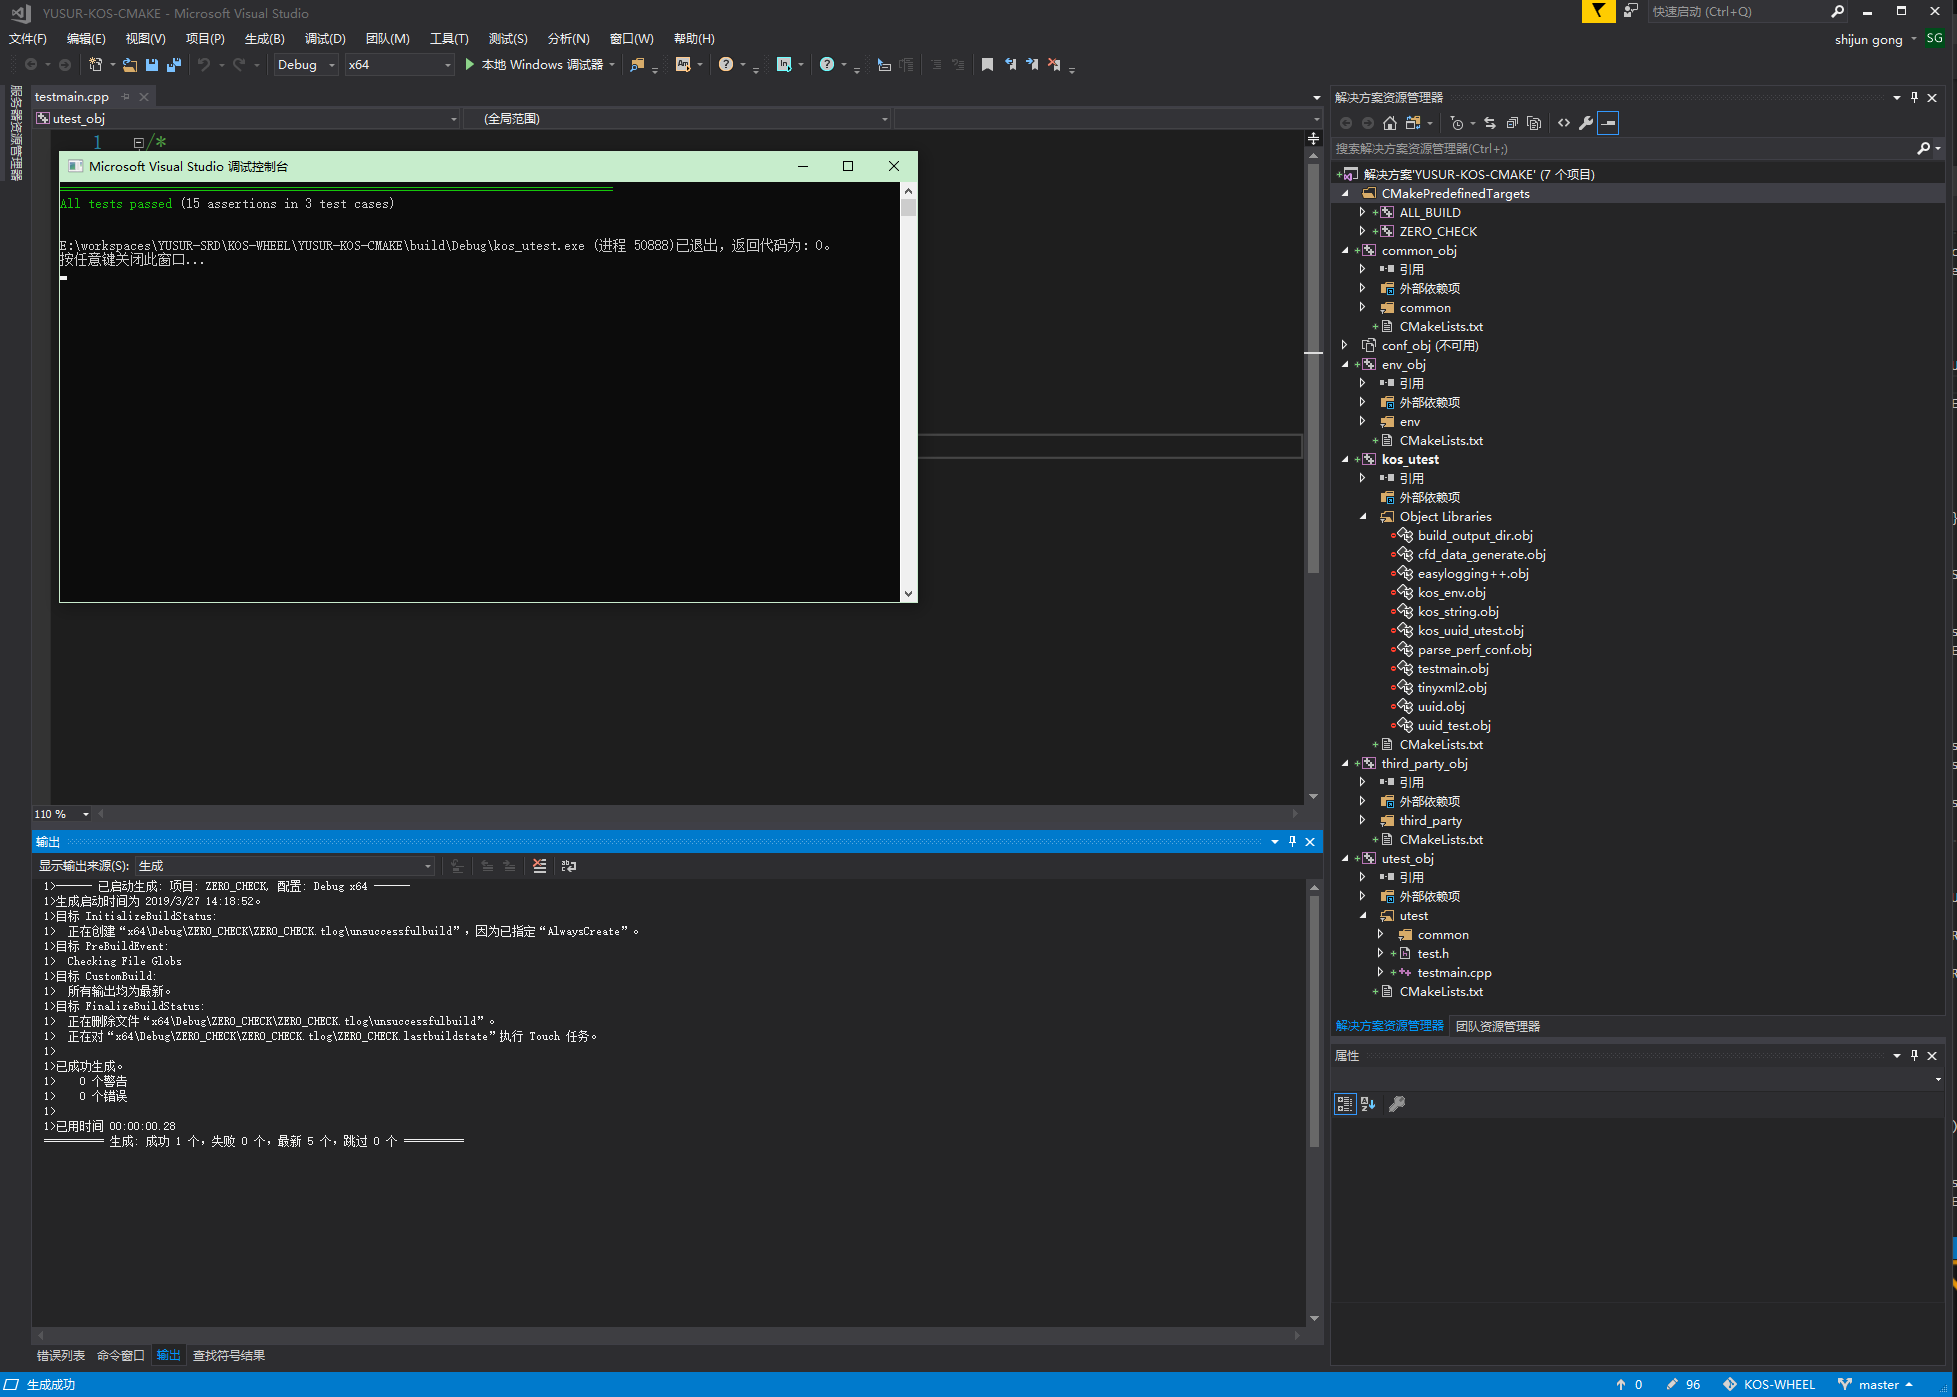 YUSUR-KOS-CMAKE - Microsoft Visual Studio
快速启动 (Ctrl+Q)
文件(F) 编辑(E) 视图(V) 项目(P) 生成(B) 调试(D) 团队(M) 工具(T) 测试(S) 分析(N) 窗口(W) 帮助(H)
shijun gong SG
Debug x64 本地 Windows 调试器
服务器资源管理器
testmain.cpp
utest_obj (全局范围)
1 /*
Microsoft Visual Studio 调试控制台
All tests passed (15 assertions in 3 test cases)
E:\workspaces\YUSUR-SRD\KOS-WHEEL\YUSUR-KOS-CMAKE\build\Debug\kos_utest.exe (进程 50888)已退出，返回代码为: 0。
按任意键关闭此窗口...
110 %
输出
显示输出来源(S): 生成
1>------ 已启动生成: 项目: ZERO_CHECK, 配置: Debug x64 ------
1>生成启动时间为 2019/3/27 14:18:52。
1>目标 InitializeBuildStatus:
1> 正在创建“x64\Debug\ZERO_CHECK\ZERO_CHECK.tlog\unsuccessfulbuild”，因为已指定“AlwaysCreate”。
1>目标 PreBuildEvent:
1> Checking File Globs
1>目标 CustomBuild:
1> 所有输出均为最新。
1>目标 FinalizeBuildStatus:
1> 正在删除文件“x64\Debug\ZERO_CHECK\ZERO_CHECK.tlog\unsuccessfulbuild”。
1> 正在对“x64\Debug\ZERO_CHECK\ZERO_CHECK.tlog\ZERO_CHECK.lastbuildstate”执行 Touch 任务。
1>
1>已成功生成。
1> 0 个警告
1> 0 个错误
1>
1>已用时间 00:00:00.28
========== 生成: 成功 1 个，失败 0 个，最新 5 个，跳过 0 个 ==========
错误列表 命令窗口 输出 查找符号结果
解决方案资源管理器
搜索解决方案资源管理器(Ctrl+;)
解决方案'YUSUR-KOS-CMAKE' (7 个项目)
CMakePredefinedTargets
ALL_BUILD
ZERO_CHECK
common_obj
引用
外部依赖项
common
CMakeLists.txt
conf_obj (不可用)
env_obj
引用
外部依赖项
env
CMakeLists.txt
kos_utest
引用
外部依赖项
Object Libraries
build_output_dir.obj
cfd_data_generate.obj
easylogging++.obj
kos_env.obj
kos_string.obj
kos_uuid_utest.obj
parse_perf_conf.obj
testmain.obj
tinyxml2.obj
uuid.obj
uuid_test.obj
CMakeLists.txt
third_party_obj
引用
外部依赖项
third_party
CMakeLists.txt
utest_obj
引用
外部依赖项
utest
common
test.h
testmain.cpp
CMakeLists.txt
解决方案资源管理器 团队资源管理器
属性
生成成功
0 96 KOS-WHEEL master